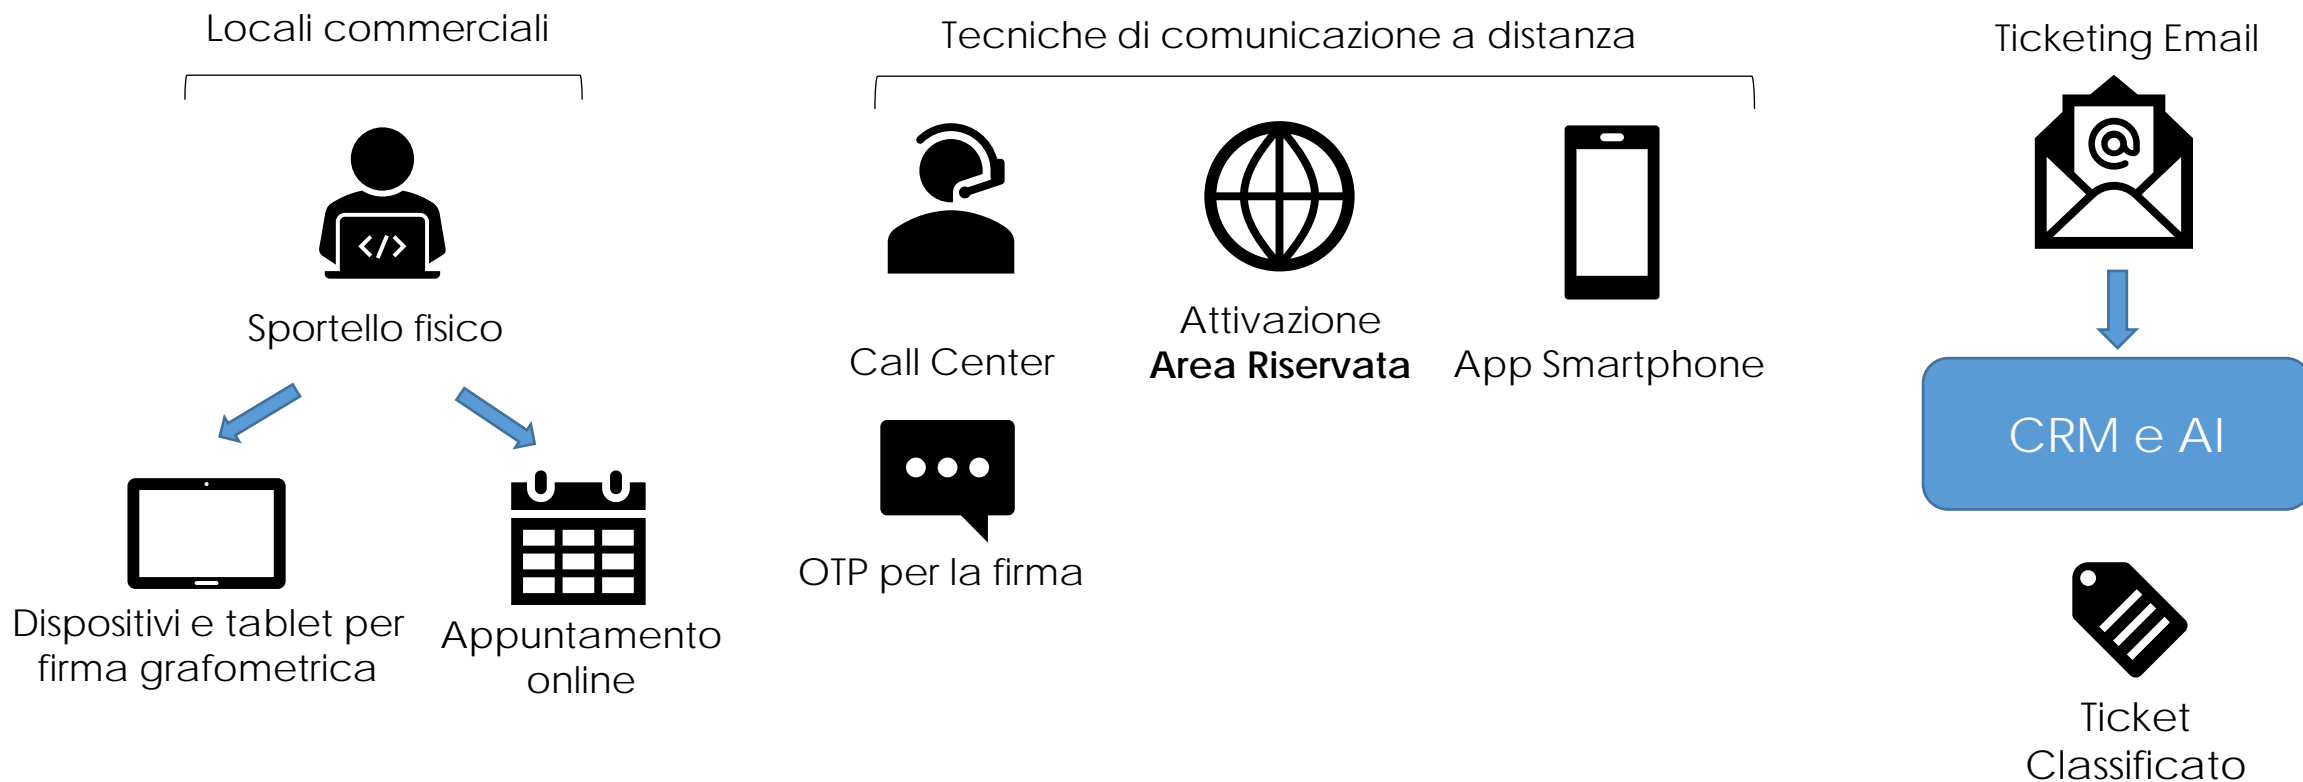 Locali commerciali
Sportello fisico
Dispositivi e tablet per
firma grafometrica
Appuntamento
online
Tecniche di comunicazione a distanza
Call Center
Attivazione
Area Riservata
App Smartphone
OTP per la firma
Ticketing Email
@
CRM e AI
Ticket
Classificato